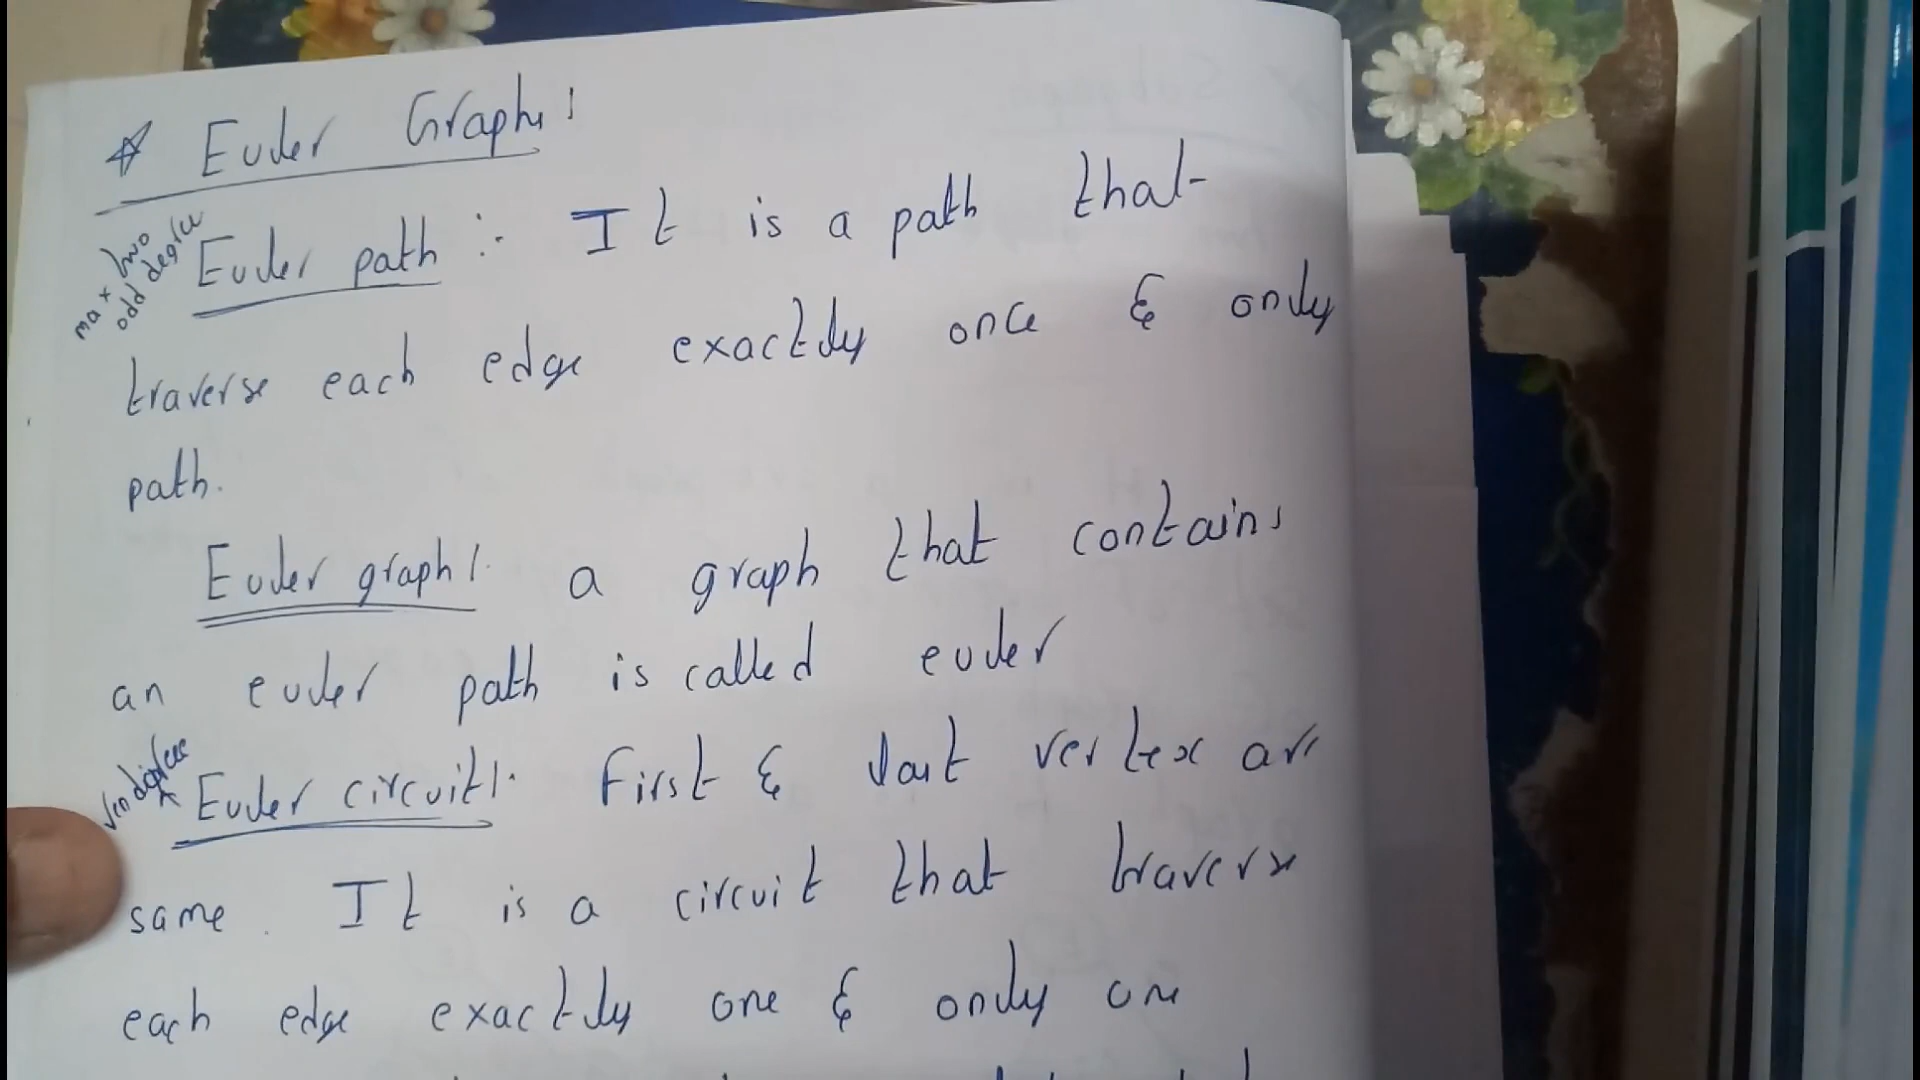 ☆ Euler Graph:
max two
odd degree
Euler path :- It is a path that
traverse each edge exactly once & only
path.
Euler graph:- a graph that contains
an euler path is called euler
Euler circuit:- First & last vertex are
same. It is a circuit that traverse
each edge exactly one & only one